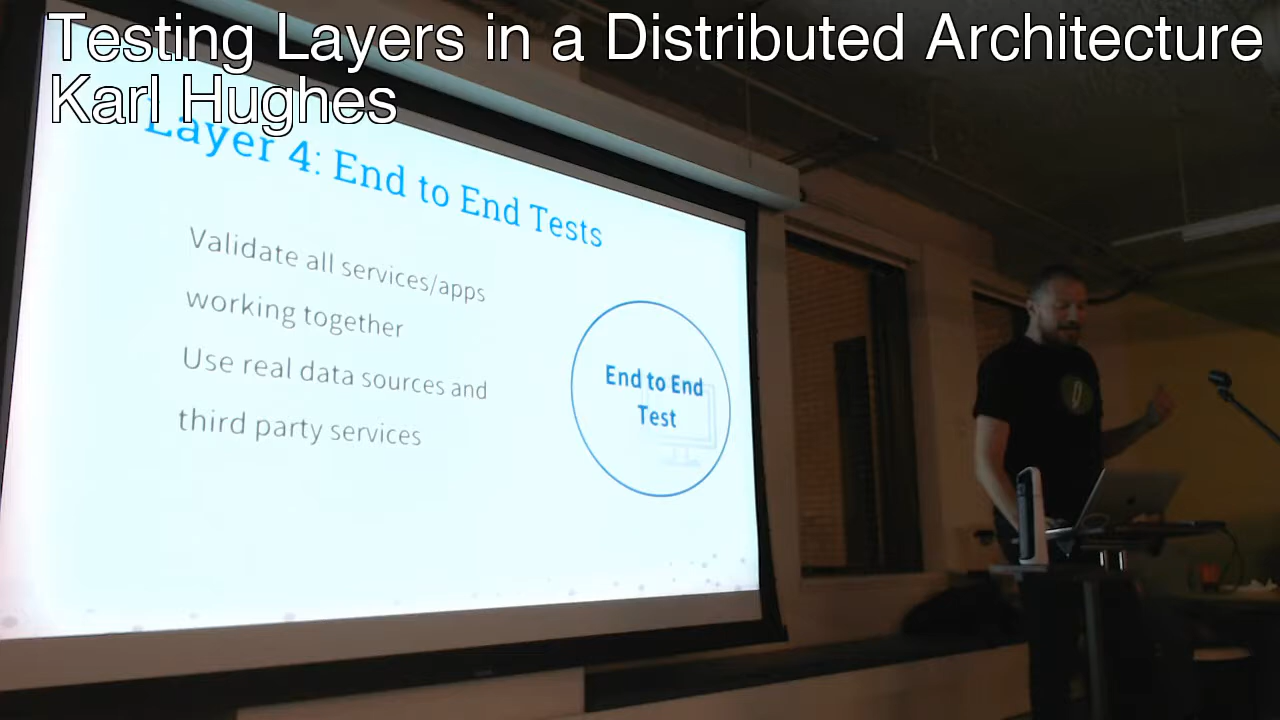 Testing Layers in a Distributed Architecture
Karl Hughes
Layer 4: End to End Tests
Validate all services/apps
working together
Use real data sources and
third party services
End to End
Test